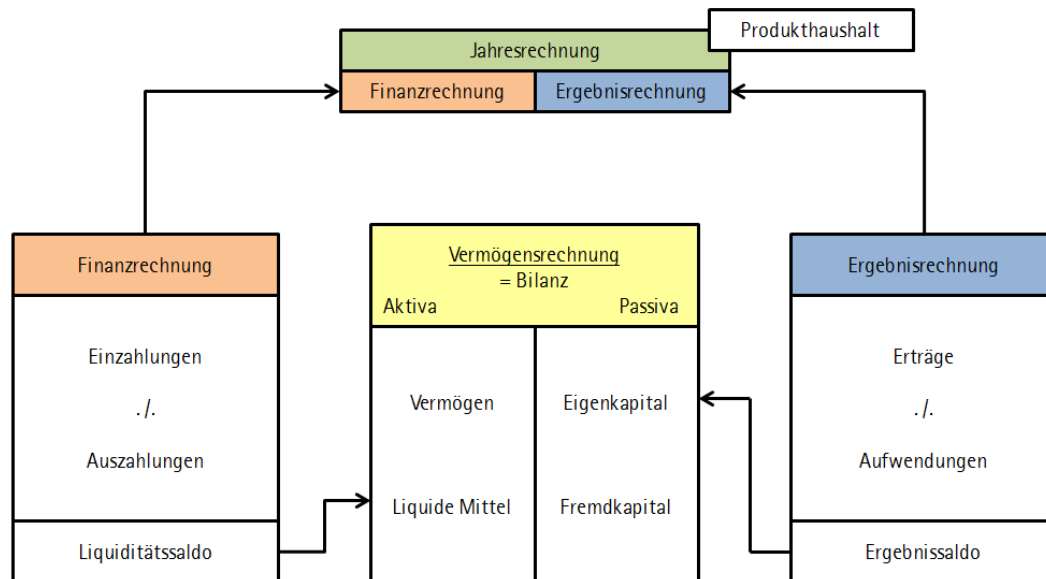 Produkthaushalt
Jahresrechnung
Finanzrechnung
Ergebnisrechnung
Finanzrechnung
Einzahlungen
./.
Auszahlungen
Liquiditätssaldo
Vermögensrechnung
= Bilanz
Aktiva
Passiva
Vermögen
Eigenkapital
Liquide Mittel
Fremdkapital
Ergebnisrechnung
Erträge
./.
Aufwendungen
Ergebnissaldo